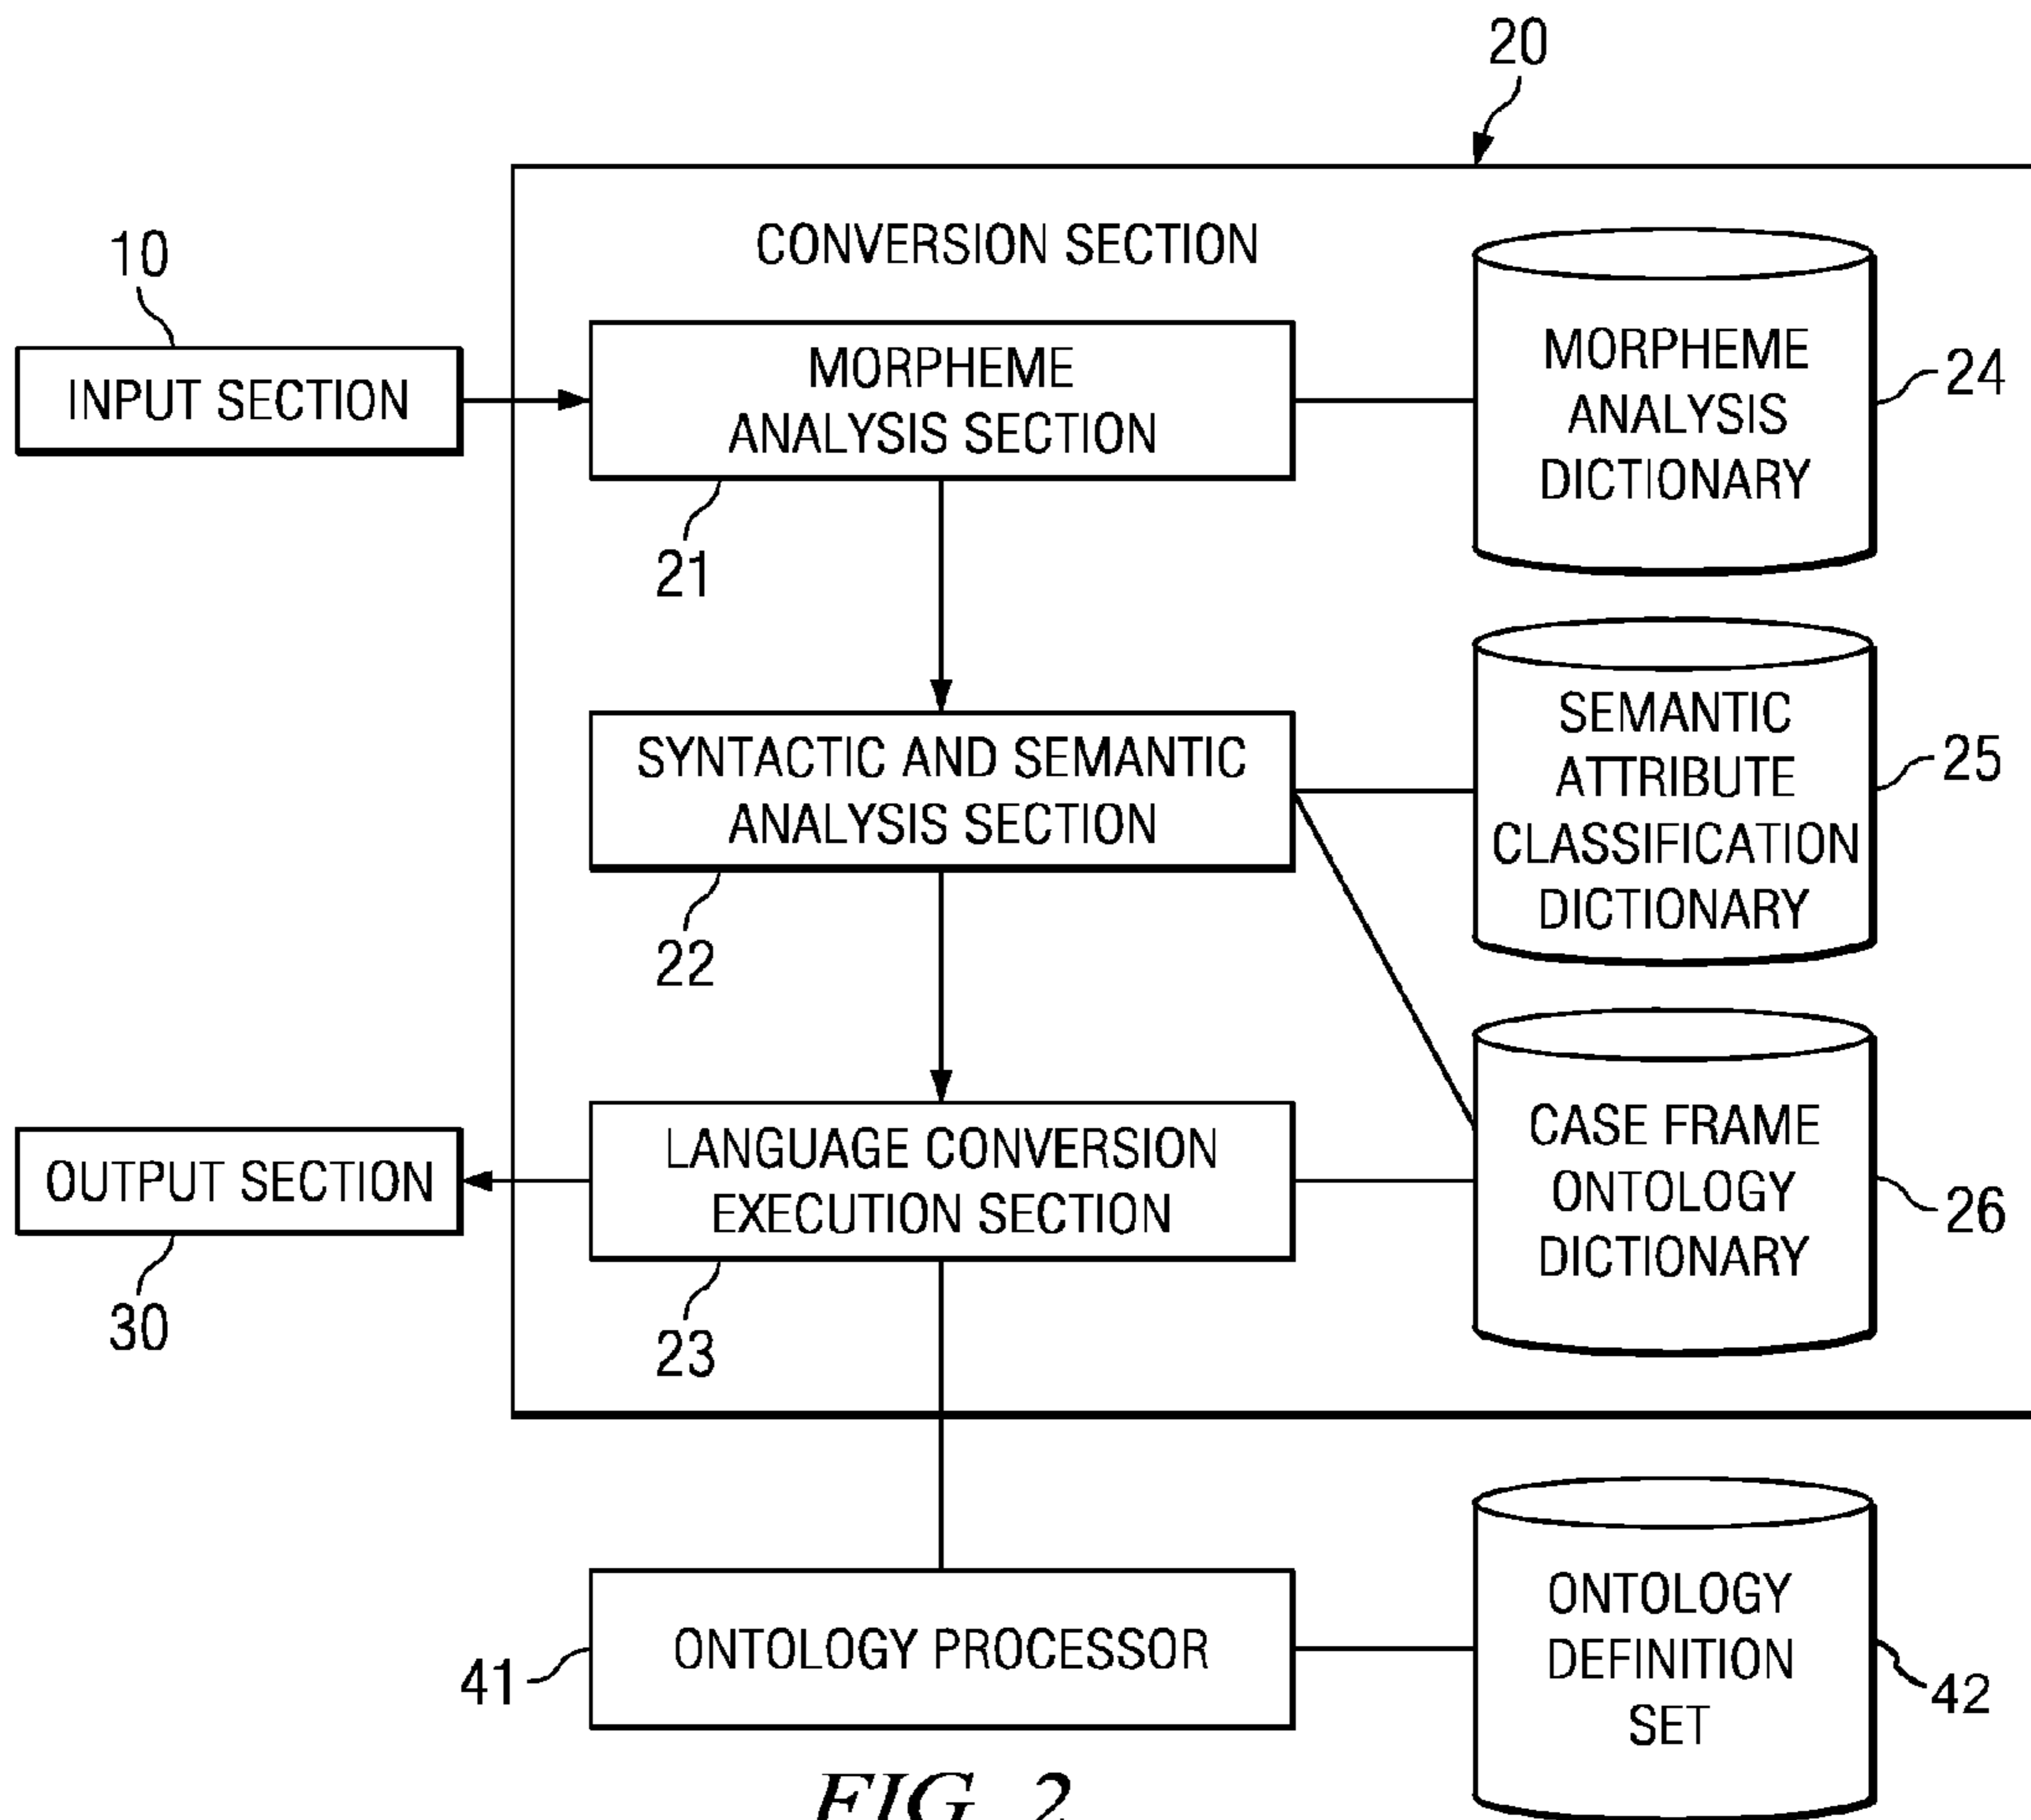 20
CONVERSION SECTION
10
INPUT SECTION
MORPHEME
ANALYSIS SECTION
21
MORPHEME
ANALYSIS
DICTIONARY
24
SYNTACTIC AND SEMANTIC
ANALYSIS SECTION
22
SEMANTIC
ATTRIBUTE
CLASSIFICATION
DICTIONARY
25
OUTPUT SECTION
30
LANGUAGE CONVERSION
EXECUTION SECTION
23
CASE FRAME
ONTOLOGY
DICTIONARY
26
41
ONTOLOGY PROCESSOR
ONTOLOGY
DEFINITION
SET
42
FIG. 2